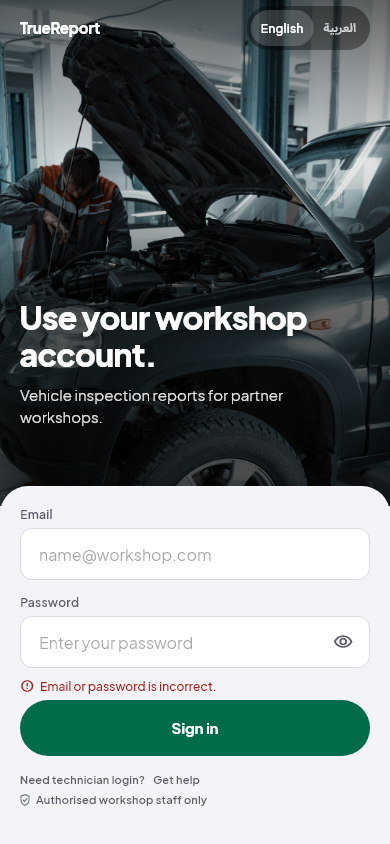 TrueReport
English
العربية
Use your workshop
account.
Vehicle inspection reports for partner
workshops.
Email
name@workshop.com
Password
Enter your password
Email or password is incorrect.
Sign in
Need technician login? Get help
Authorised workshop staff only